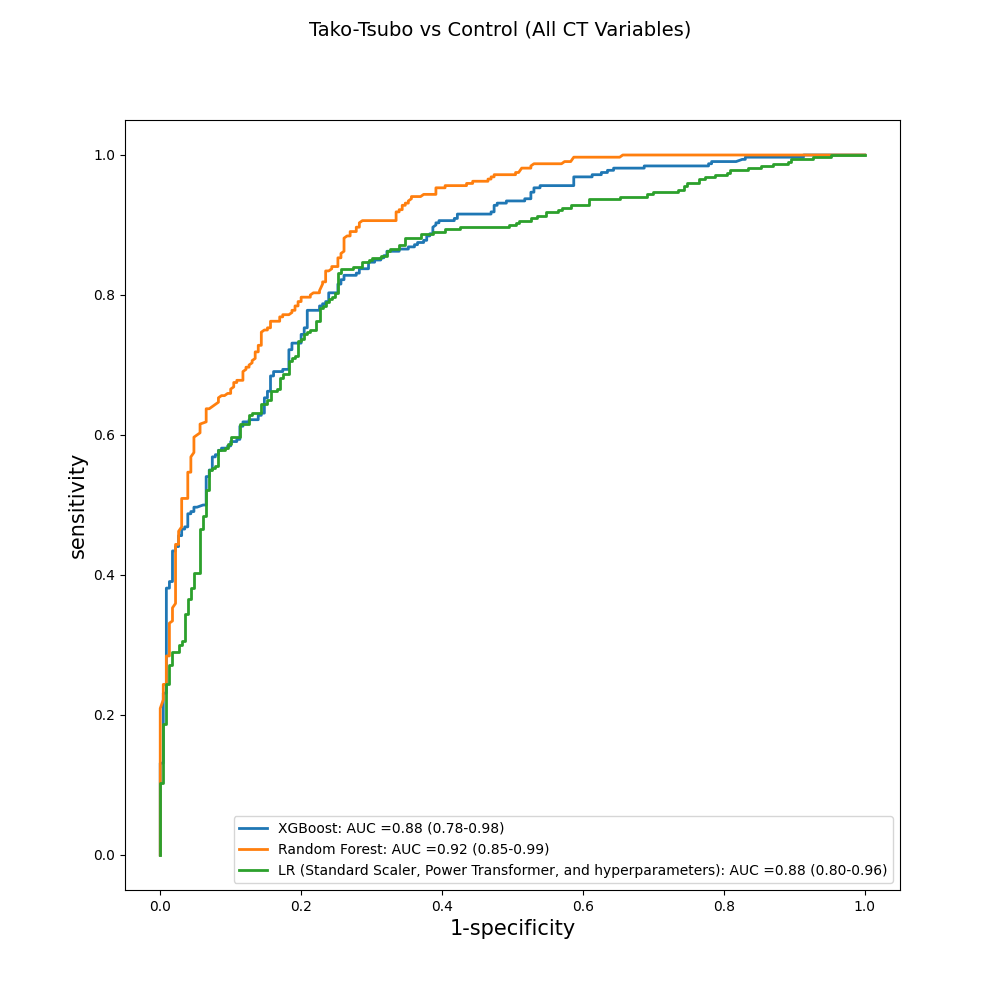 Tako-Tsubo vs Control (All CT Variables)
1.0
0.8
0.6
0.4
0.2
0.0
sensitivity
XGBoost: AUC =0.88 (0.78-0.98)
Random Forest: AUC =0.92 (0.85-0.99)
LR (Standard Scaler, Power Transformer, and hyperparameters): AUC =0.88 (0.80-0.96)
0.0 0.2 0.4 0.6 0.8 1.0
1-specificity